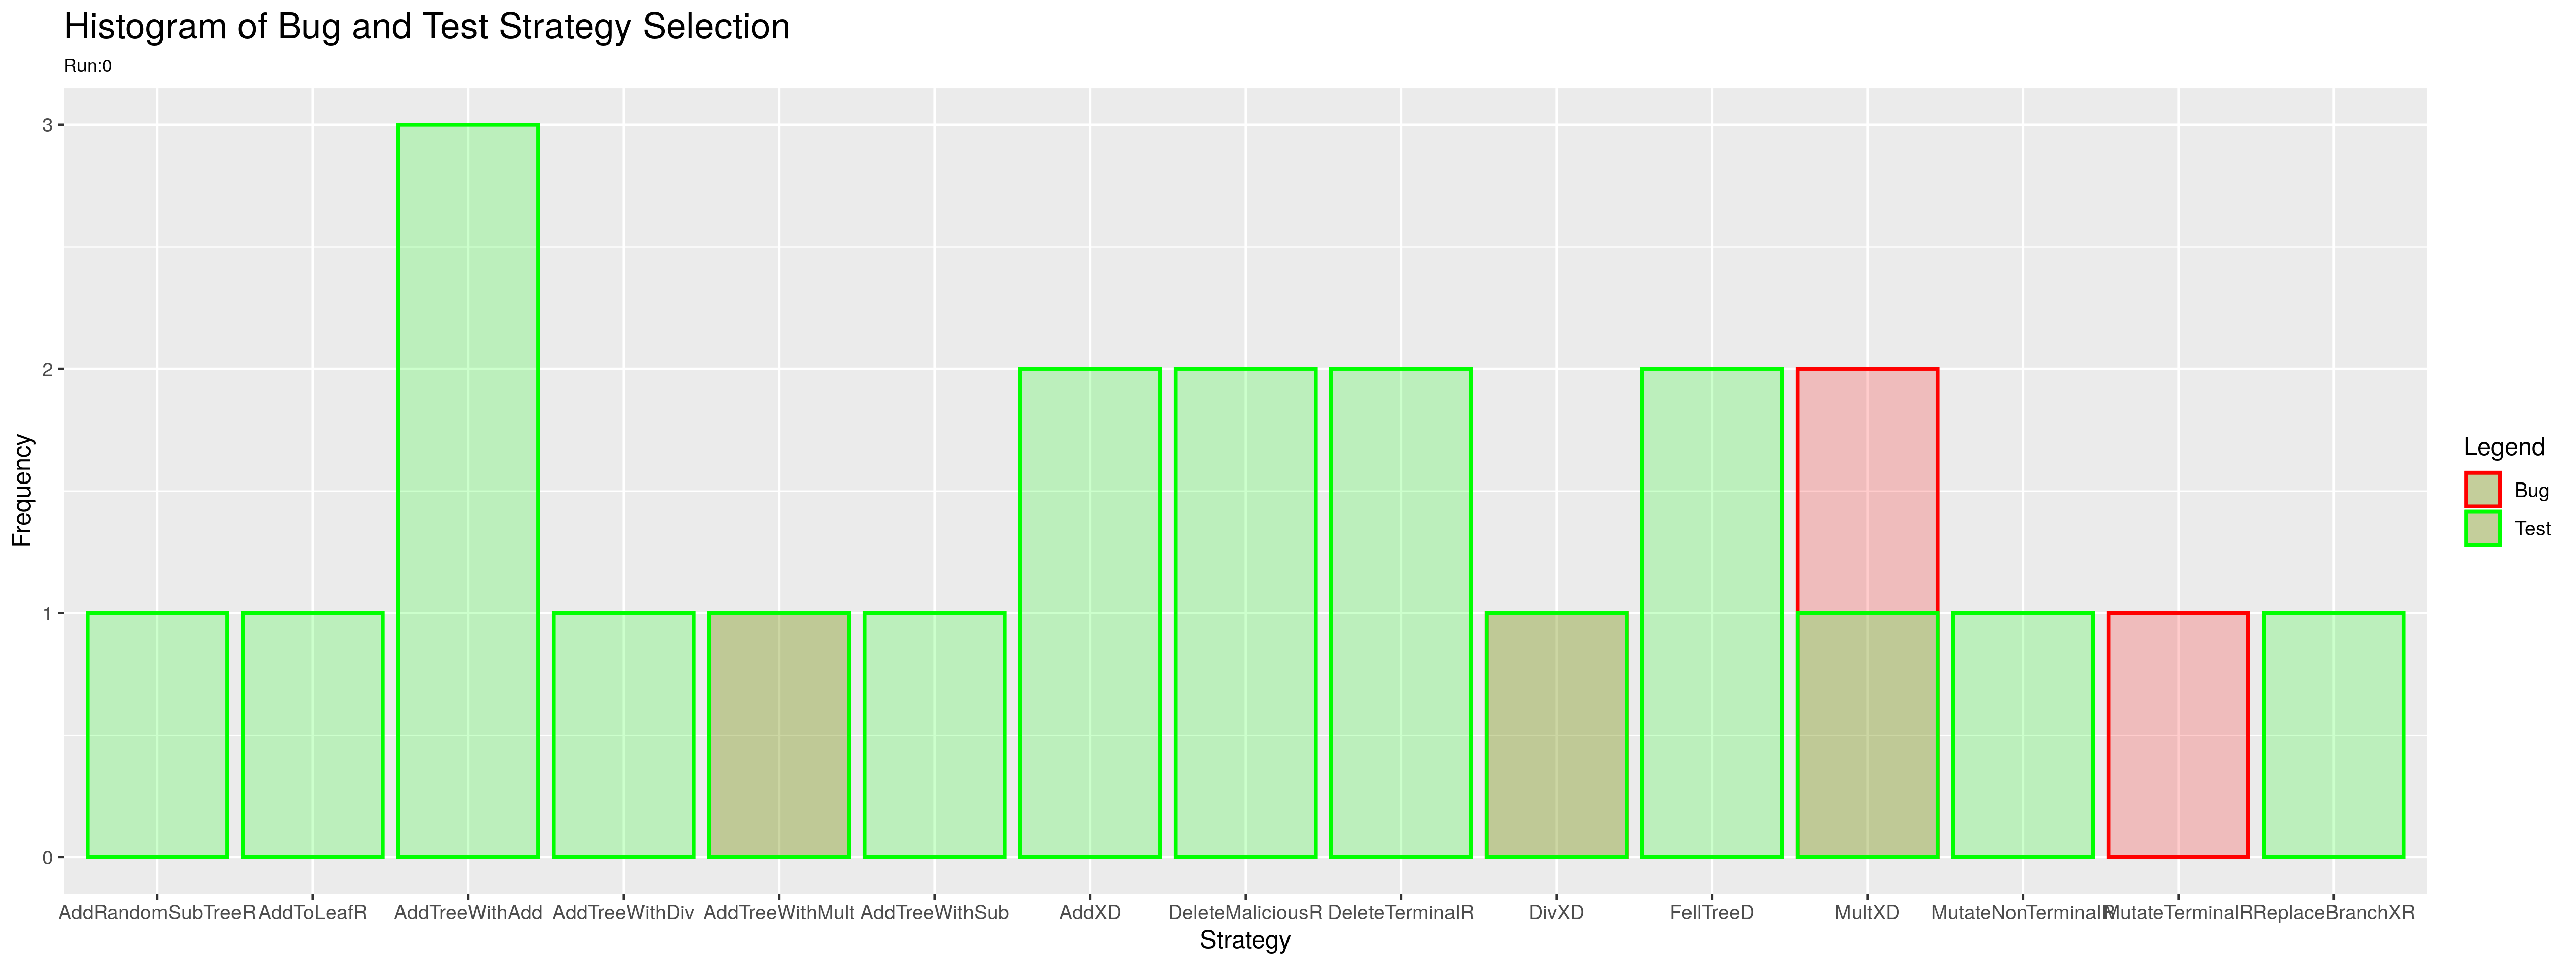 Histogram of Bug and Test Strategy Selection
Run:0
3
2
1
0
Frequency
AddRandomSubTreeR AddToLeafR AddTreeWithAdd AddTreeWithDiv AddTreeWithMult AddTreeWithSub AddXD DeleteMaliciousR DeleteTerminalR DivXD FellTreeD MultXD MutateNonTerminalR MutateTerminalR ReplaceBranchXR
Strategy
Legend
Bug
Test